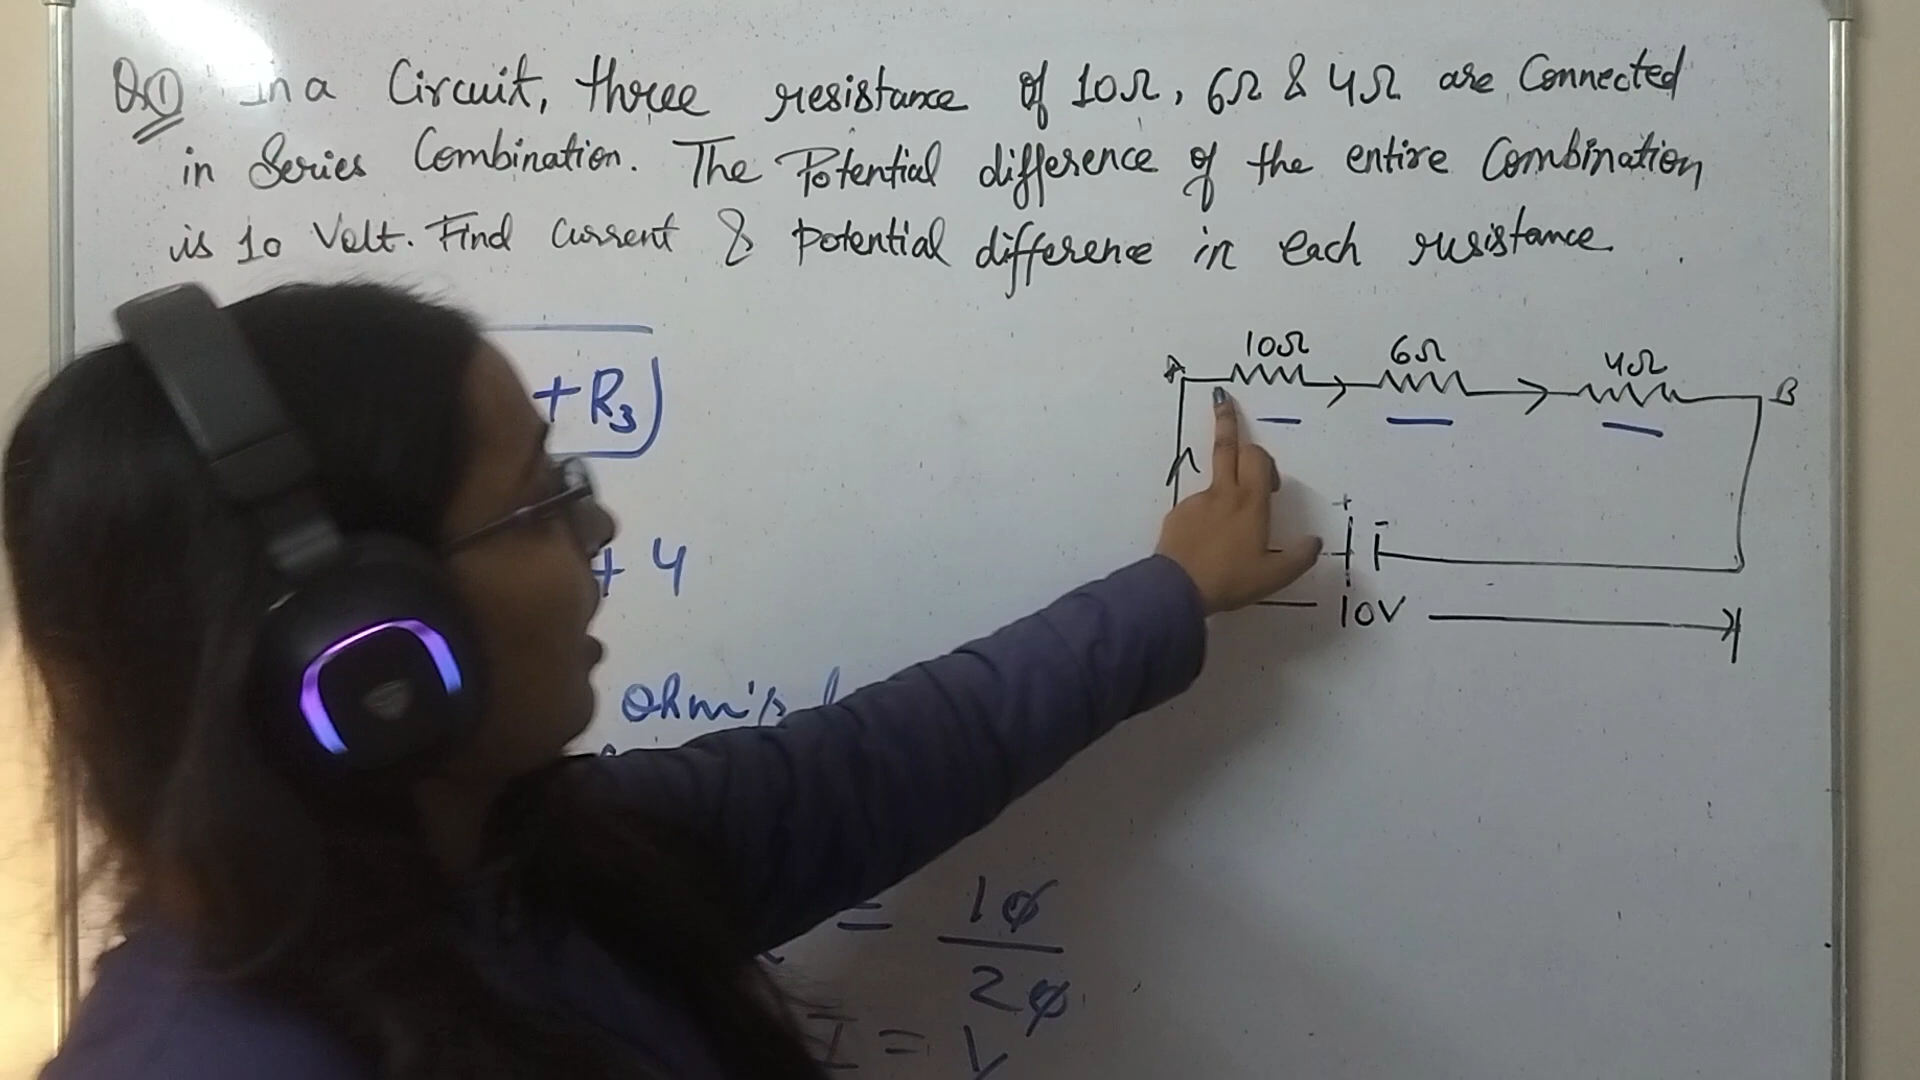 Q.1 In a Circuit, three resistance of 10Ω, 6Ω & 4Ω are Connected
in Series Combination. The Potential difference of the entire Combination
is 10 Volt. Find Current & potential difference in each resistance.
10Ω 6Ω 4Ω
A B
+ R3)
+ -
+ 4
10V
ohm's
= 10
20
I = 1